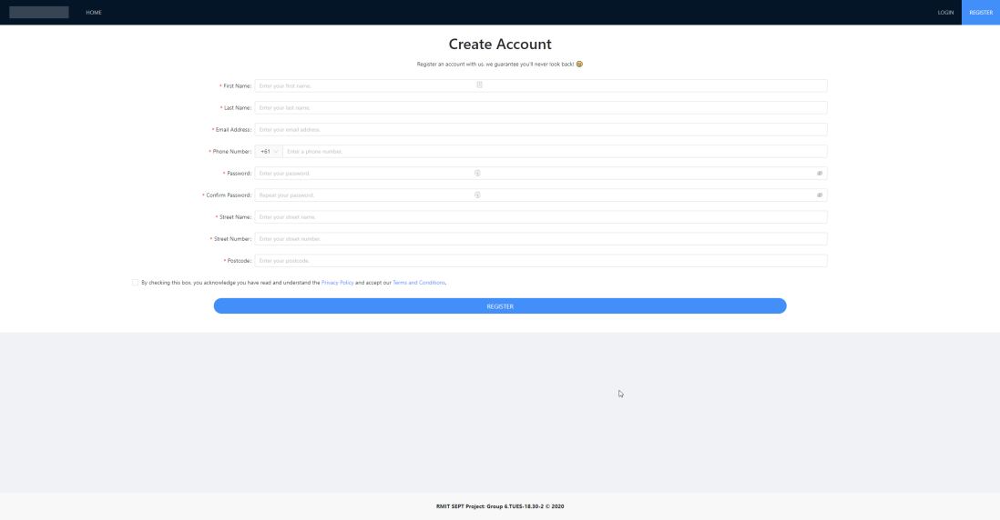 HOME LOGIN REGISTER
Create Account
Register an account with us, we guarantee you'll never look back!
* First Name: Enter your first name.
* Last Name: Enter your last name.
* Email Address: Enter your email address.
* Phone Number: +61 Enter a phone number.
* Password: Enter your password.
* Confirm Password: Repeat your password.
* Street Name: Enter your street name.
* Street Number: Enter your street number.
* Postcode: Enter your postcode.
By checking this box, you acknowledge you have read and understand the Privacy Policy and accept our Terms and Conditions.
REGISTER
RMIT SEPT Project: Group 6.TUES-18.30-2 © 2020